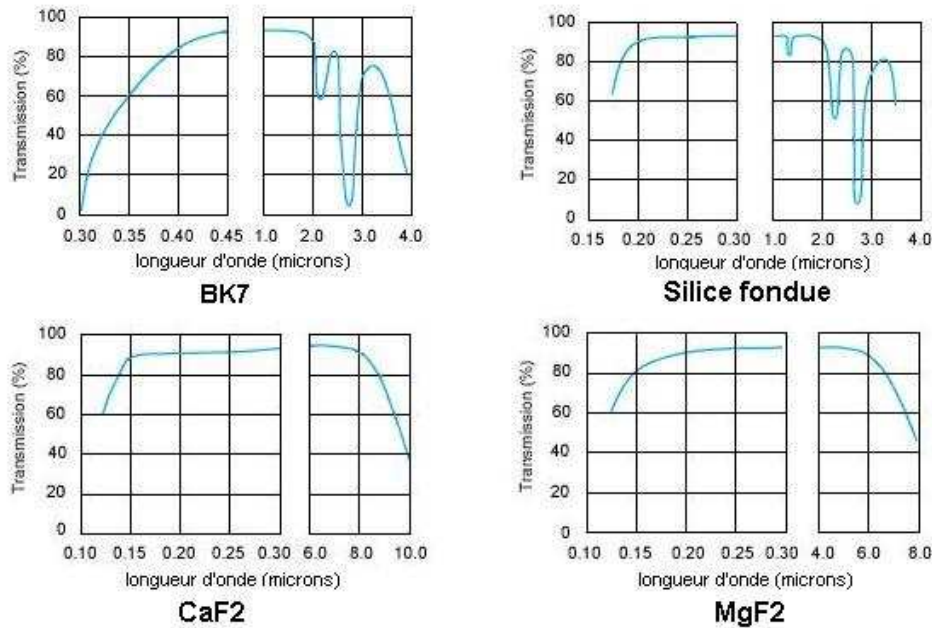 100
80
60
40
20
0
Transmission (%)
0.30 0.35 0.40 0.45 1.0 2.0 3.0 4.0
longueur d'onde (microns)
BK7
100
80
60
40
20
0
Transmission (%)
0.15 0.20 0.25 0.30 1.0 2.0 3.0 4.0
longueur d'onde (microns)
Silice fondue
100
80
60
40
20
0
Transmission (%)
0.10 0.15 0.20 0.25 0.30 6.0 8.0 10.0
longueur d'onde (microns)
CaF2
100
80
60
40
20
0
Transmission (%)
0.10 0.15 0.20 0.25 0.30 4.0 6.0 8.0
longueur d'onde (microns)
MgF2